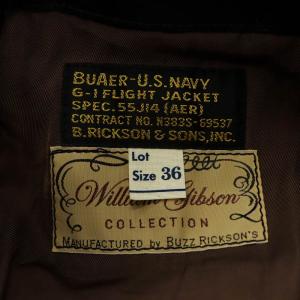 BUAER-U.S. NAVY
G-1 FLIGHT JACKET
SPEC. 55J14 (AER)
CONTRACT NO. N383S-69537
B. RICKSON & SONS, INC.
Lot
Size 36
William Gibson
COLLECTION
MANUFACTURED BY BUZZ RICKSON'S